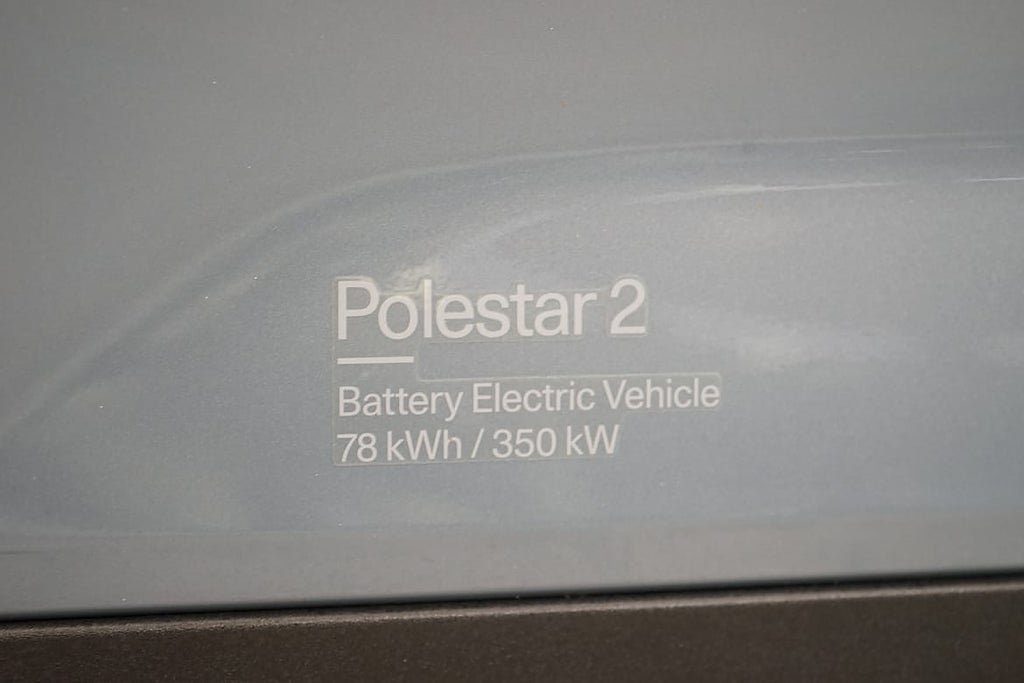 Polestar 2
Battery Electric Vehicle
78 kWh / 350 kW